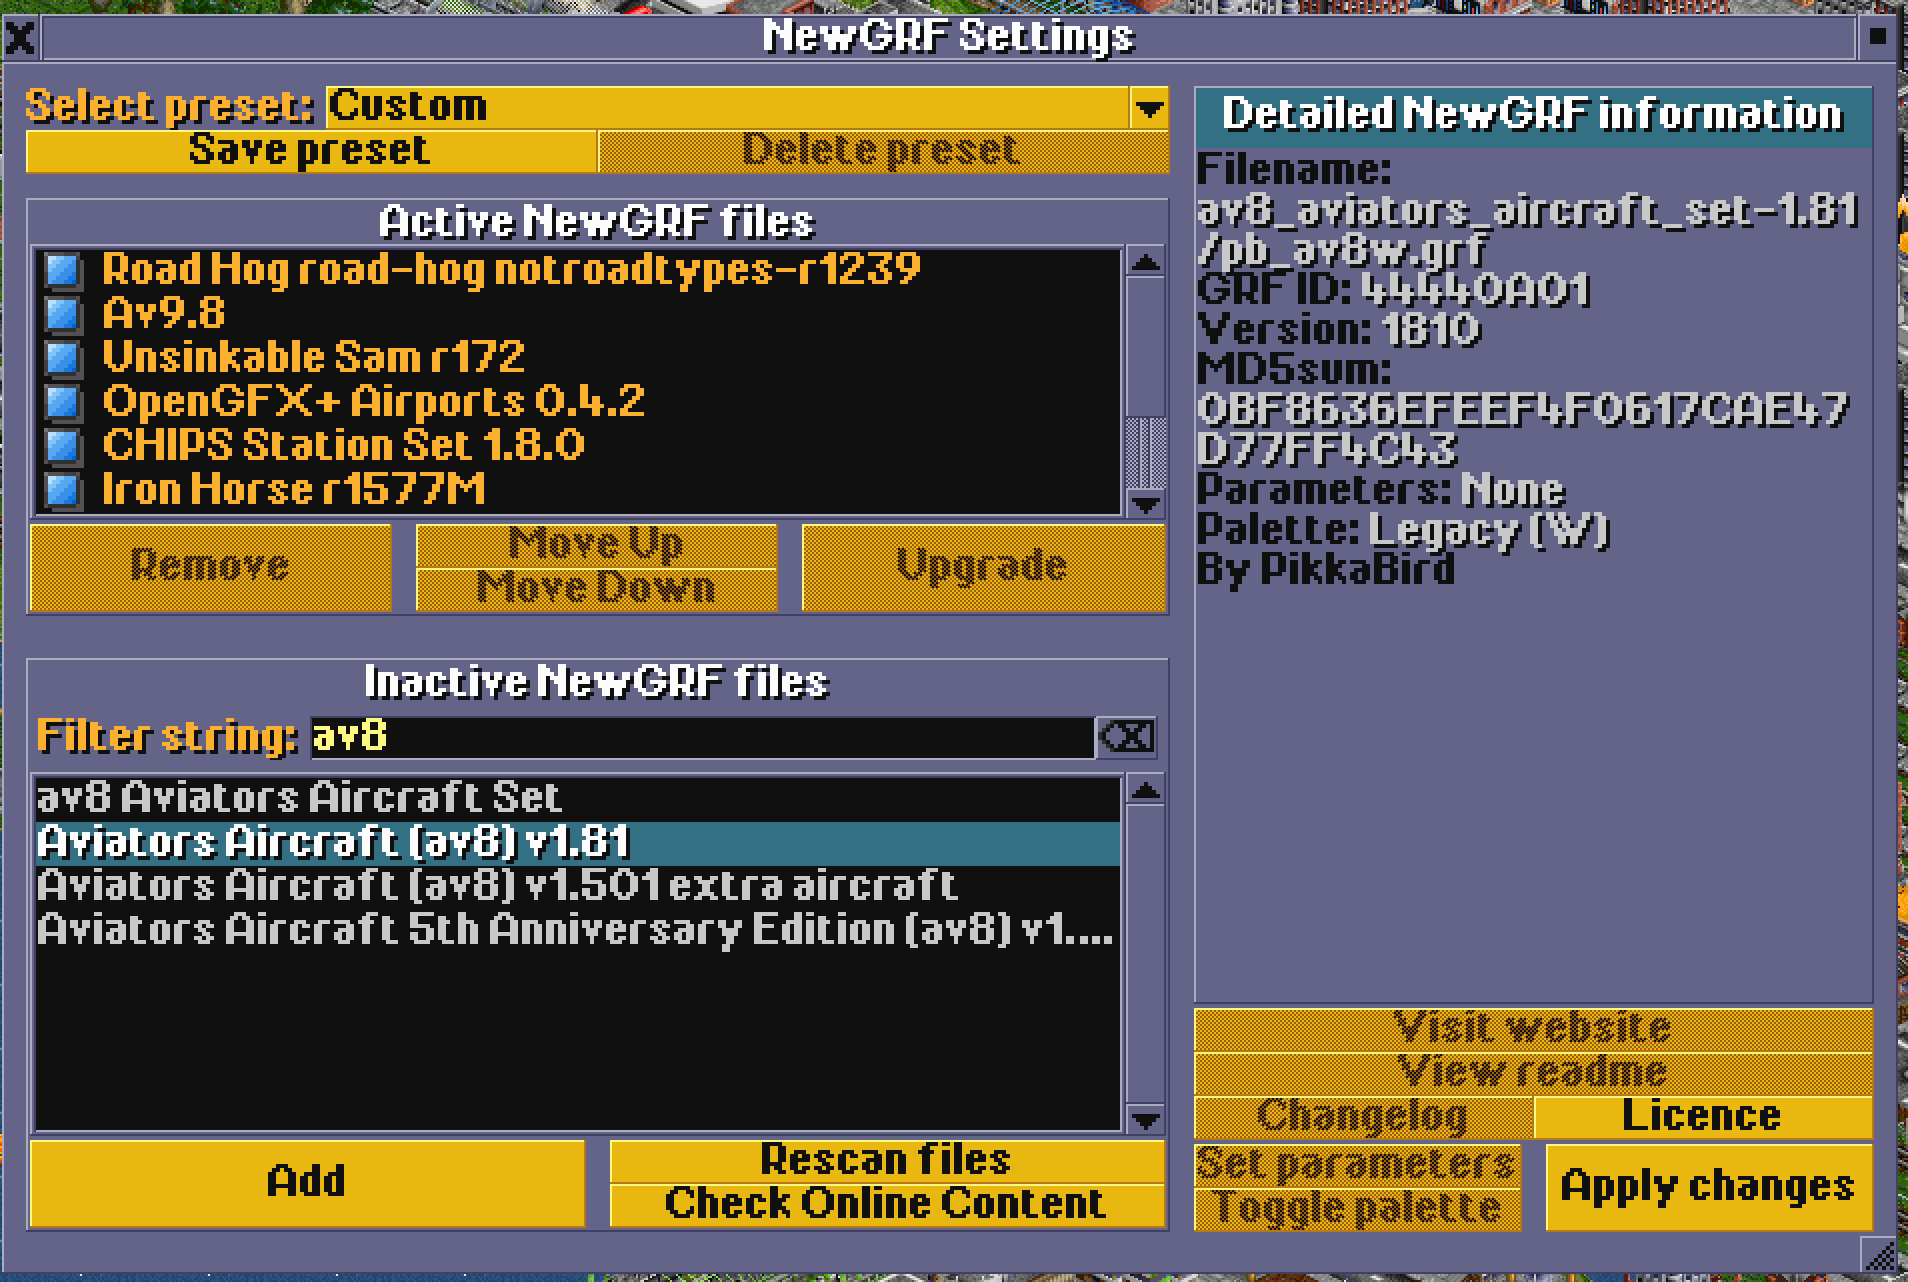 NewGRF Settings
Select preset: Custom
Save preset
Delete preset
Active NewGRF files
Road Hog road-hog notroadtypes-r1239
Av9.8
Unsinkable Sam r172
OpenGFX+ Airports 0.4.2
CHIPS Station Set 1.8.0
Iron Horse r1577M
Remove
Move Up
Move Down
Upgrade
Inactive NewGRF files
Filter string: av8
av8 Aviators Aircraft Set
Aviators Aircraft (av8) v1.81
Aviators Aircraft (av8) v1.501 extra aircraft
Aviators Aircraft 5th Anniversary Edition (av8) v1....
Add
Rescan files
Check Online Content
Detailed NewGRF information
Filename:
av8_aviators_aircraft_set-1.81
/pb_av8w.grf
GRF ID: 44440A01
Version: 1810
MD5sum:
0BF8636EFEEF4F0617CAE47
D77FF4C43
Parameters: None
Palette: Legacy (W)
By PikkaBird
Visit website
View readme
Changelog
Licence
Set parameters
Toggle palette
Apply changes